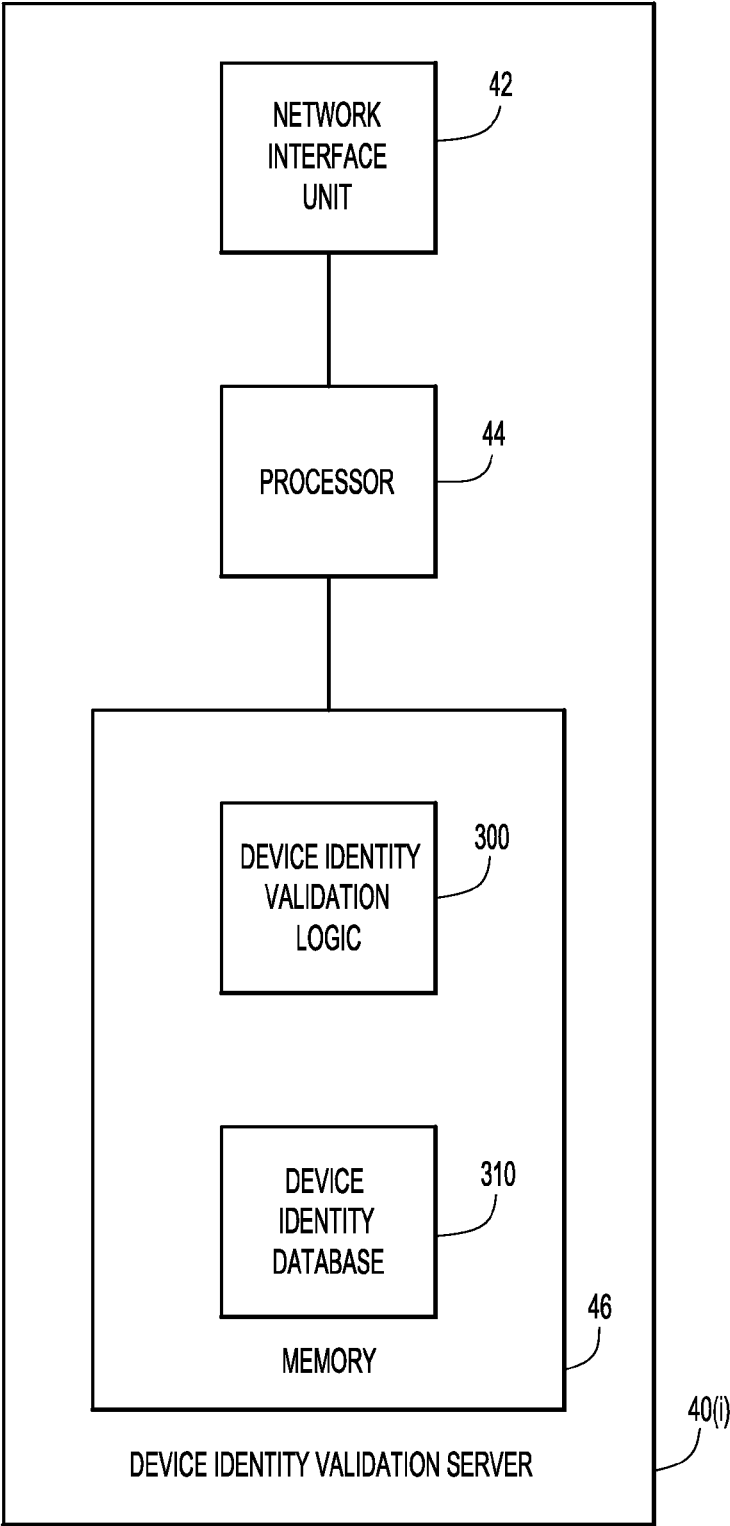 42
NETWORK
INTERFACE
UNIT
44
PROCESSOR
300
DEVICE IDENTITY
VALIDATION
LOGIC
310
DEVICE
IDENTITY
DATABASE
46
MEMORY
40(i)
DEVICE IDENTITY VALIDATION SERVER